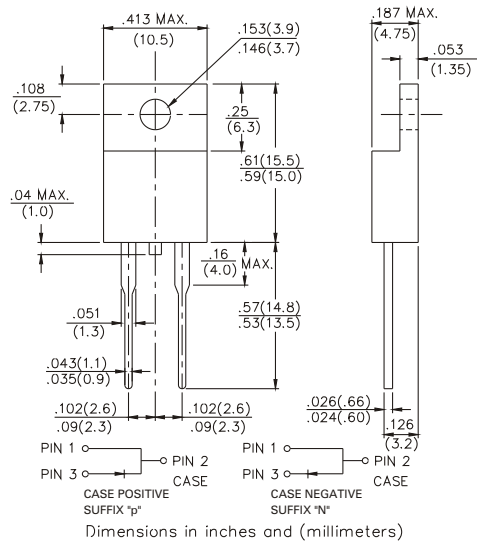 .413 MAX.
(10.5)
.153(3.9)
.146(3.7)
.187 MAX.
(4.75)
.053
(1.35)
.108
(2.75)
.25
(6.3)
.61(15.5)
.59(15.0)
.04 MAX.
(1.0)
.16
(4.0)
MAX.
.051
(1.3)
.57(14.8)
.53(13.5)
.043(1.1)
.035(0.9)
.102(2.6)
.09(2.3)
.102(2.6)
.09(2.3)
.026(.66)
.024(.60)
.126
(3.2)
PIN 1
PIN 3
PIN 2
CASE
CASE POSITIVE
SUFFIX "p"
PIN 1
PIN 3
PIN 2
CASE
CASE NEGATIVE
SUFFIX "N"
Dimensions in inches and (millimeters)